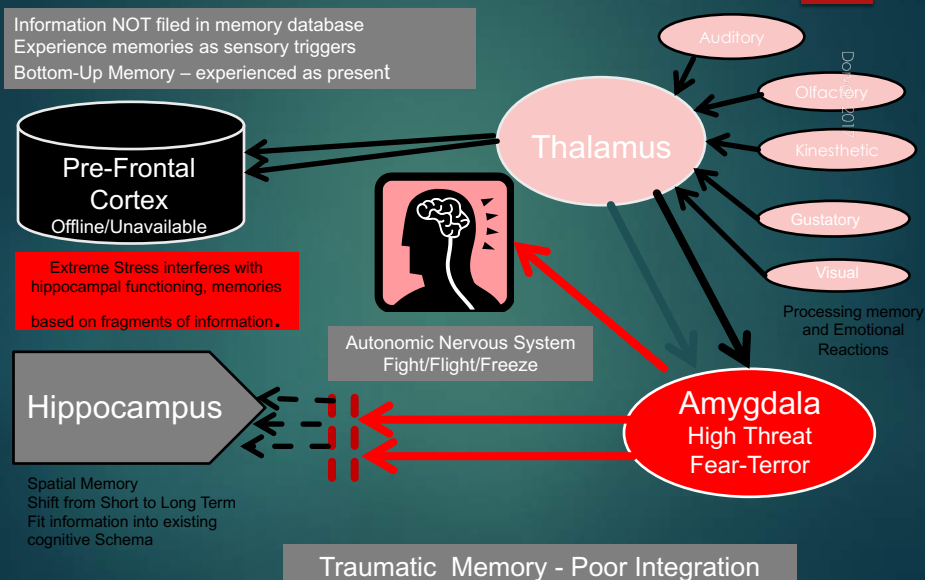 Information NOT filed in memory database
Experience memories as sensory triggers
Bottom-Up Memory – experienced as present
Auditory
Olfactory
Kinesthetic
Gustatory
Visual
Processing memory
and Emotional
Reactions
Thalamus
Pre-Frontal
Cortex
Offline/Unavailable
Extreme Stress interferes with
hippocampal functioning, memories
based on fragments of information.
Autonomic Nervous System
Fight/Flight/Freeze
Hippocampus
Amygdala
High Threat
Fear-Terror
Spatial Memory
Shift from Short to Long Term
Fit information into existing
cognitive Schema
Traumatic Memory - Poor Integration